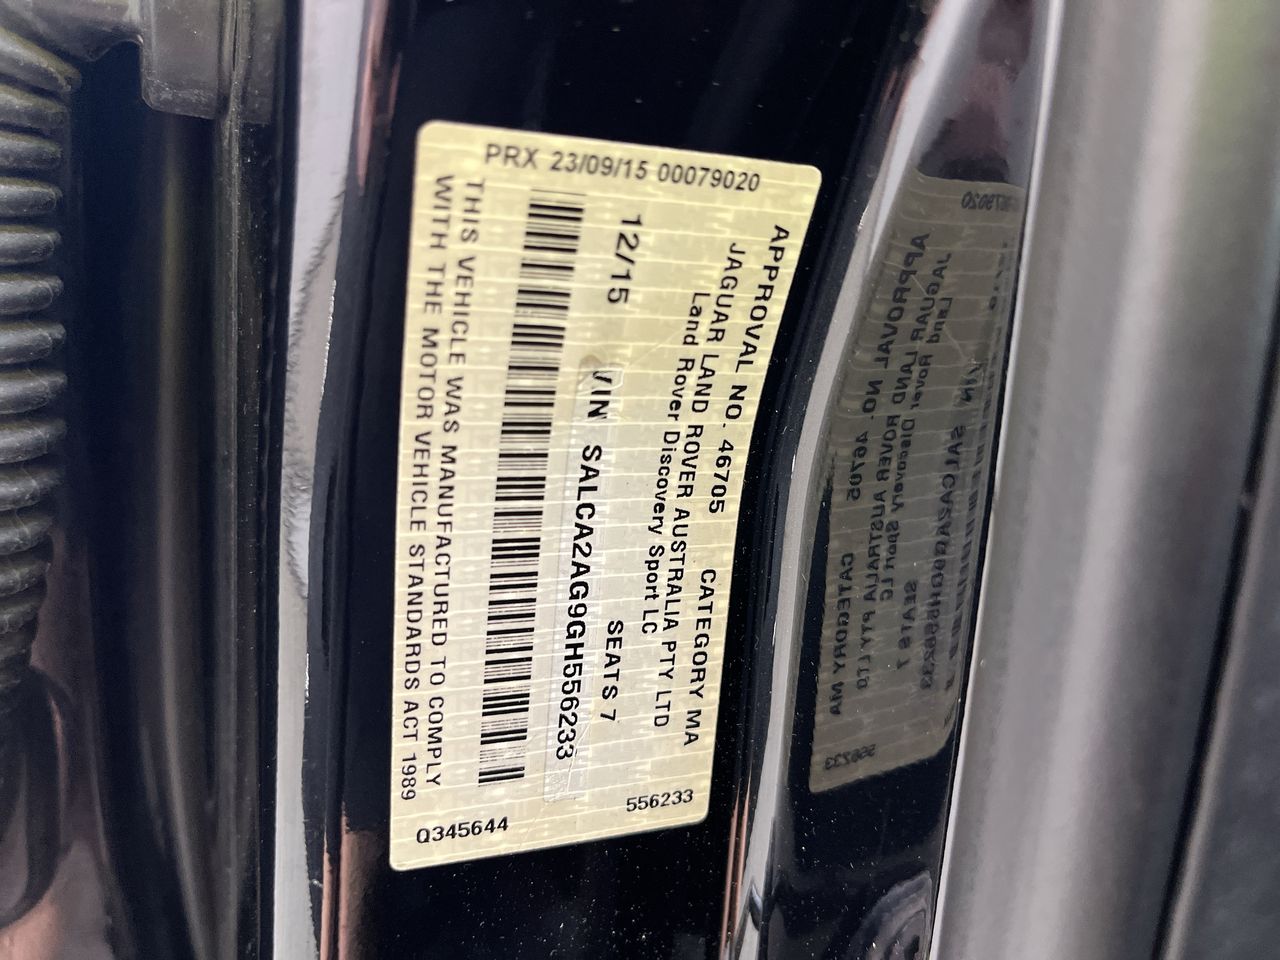 PRX 23/09/15 00079020
APPROVAL NO. 46705 CATEGORY MA
JAGUAR LAND ROVER AUSTRALIA PTY LTD
Land Rover Discovery Sport LC
12/15 SEATS 7
VIN SALCA2AG9GH556233
THIS VEHICLE WAS MANUFACTURED TO COMPLY
WITH THE MOTOR VEHICLE STANDARDS ACT 1989
Q345644
556233